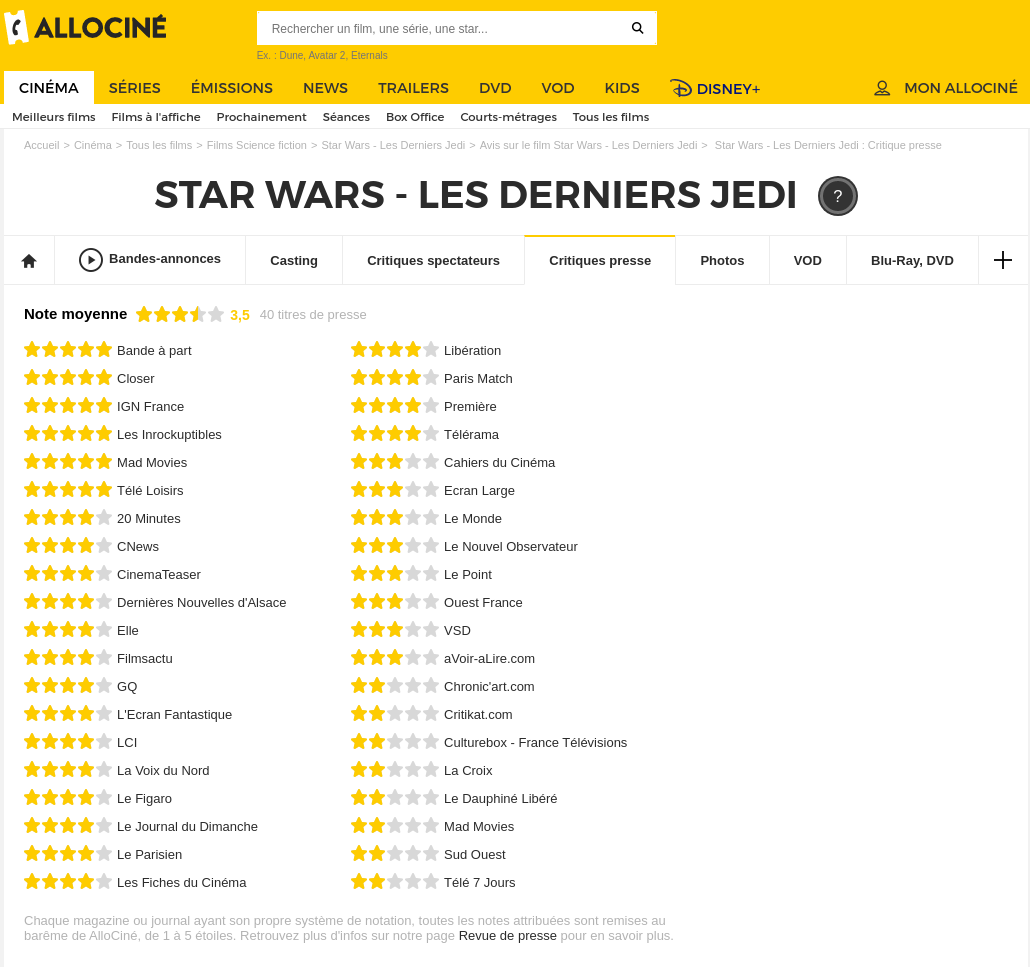 ALLOCINÉ
Rechercher un film, une série, une star...
Ex. : Dune, Avatar 2, Eternals
CINÉMA SÉRIES ÉMISSIONS NEWS TRAILERS DVD VOD KIDS DISNEY+ MON ALLOCINÉ
Meilleurs films Films à l'affiche Prochainement Séances Box Office Courts-métrages Tous les films
Accueil > Cinéma > Tous les films > Films Science fiction > Star Wars - Les Derniers Jedi > Avis sur le film Star Wars - Les Derniers Jedi > Star Wars - Les Derniers Jedi : Critique presse
STAR WARS - LES DERNIERS JEDI ?
Bandes-annonces Casting Critiques spectateurs Critiques presse Photos VOD Blu-Ray, DVD
Note moyenne 3,5 40 titres de presse
Bande à part
Closer
IGN France
Les Inrockuptibles
Mad Movies
Télé Loisirs
20 Minutes
CNews
CinemaTeaser
Dernières Nouvelles d'Alsace
Elle
Filmsactu
GQ
L'Ecran Fantastique
LCI
La Voix du Nord
Le Figaro
Le Journal du Dimanche
Le Parisien
Les Fiches du Cinéma
Libération
Paris Match
Première
Télérama
Cahiers du Cinéma
Ecran Large
Le Monde
Le Nouvel Observateur
Le Point
Ouest France
VSD
aVoir-aLire.com
Chronic'art.com
Critikat.com
Culturebox - France Télévisions
La Croix
Le Dauphiné Libéré
Mad Movies
Sud Ouest
Télé 7 Jours
Chaque magazine ou journal ayant son propre système de notation, toutes les notes attribuées sont remises au
barême de AlloCiné, de 1 à 5 étoiles. Retrouvez plus d'infos sur notre page Revue de presse pour en savoir plus.